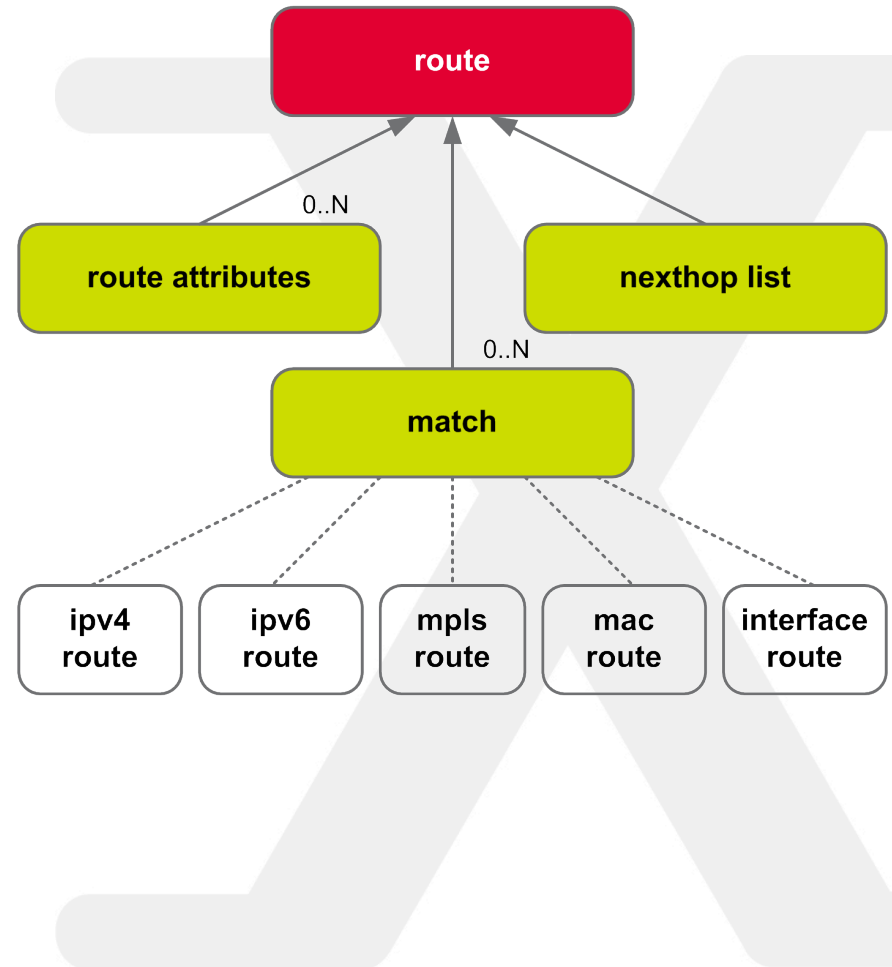 route
0..N
route attributes
nexthop list
0..N
match
ipv4
route
ipv6
route
mpls
route
mac
route
interface
route